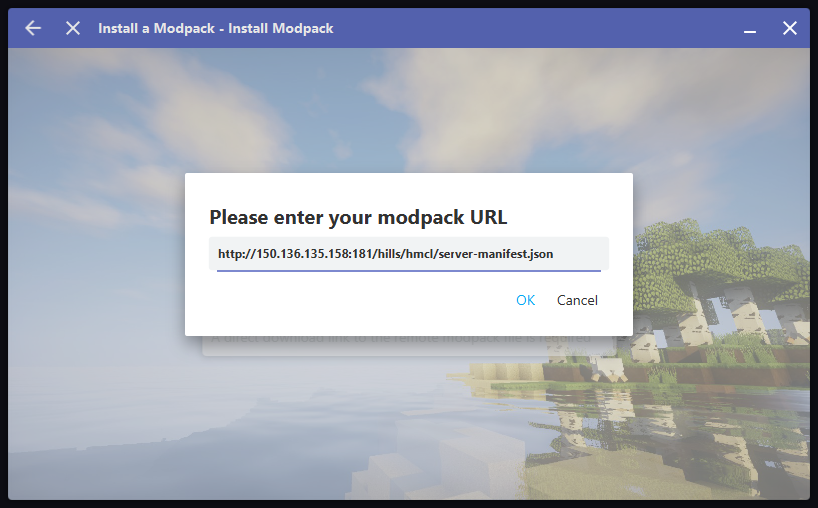 Install a Modpack - Install Modpack
Please enter your modpack URL
http://150.136.135.158:181/hills/hmcl/server-manifest.json
OK
Cancel
A direct download link to the remote modpack file is required